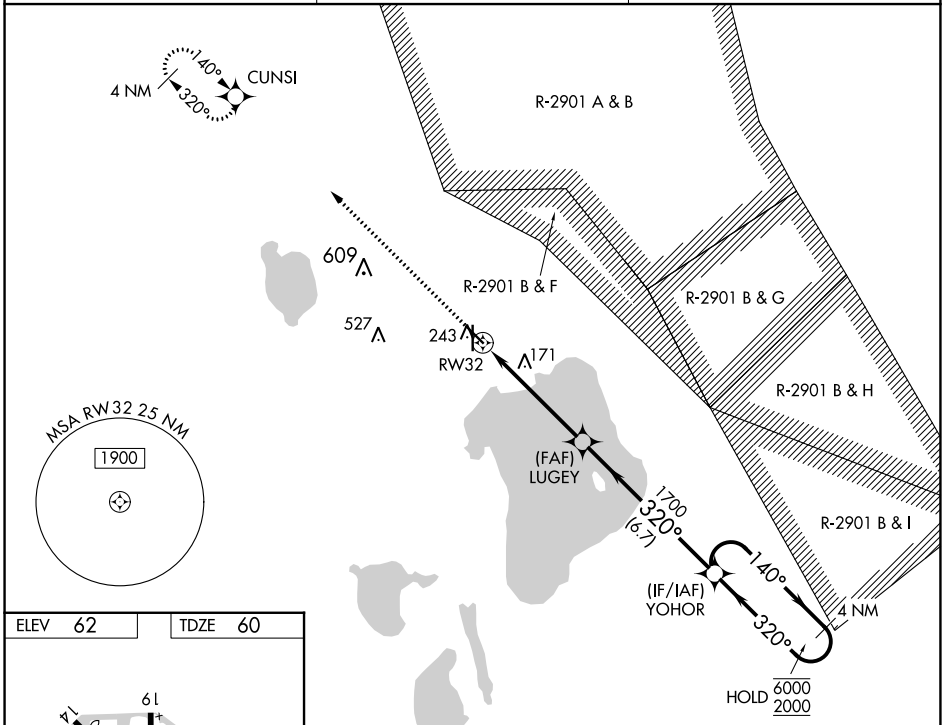 140°
CUNSI
4 NM
320°
R-2901 A & B
609
R-2901 B & F
R-2901 B & G
527
243
RW32
171
R-2901 B & H
MSA RW32 25 NM
1900
(FAF)
LUGEY
1700
320°
(6.7)
R-2901 B & I
140°
(IF/IAF)
YOHOR
4 NM
320°
HOLD 6000
2000
ELEV 62
TDZE 60
14
19